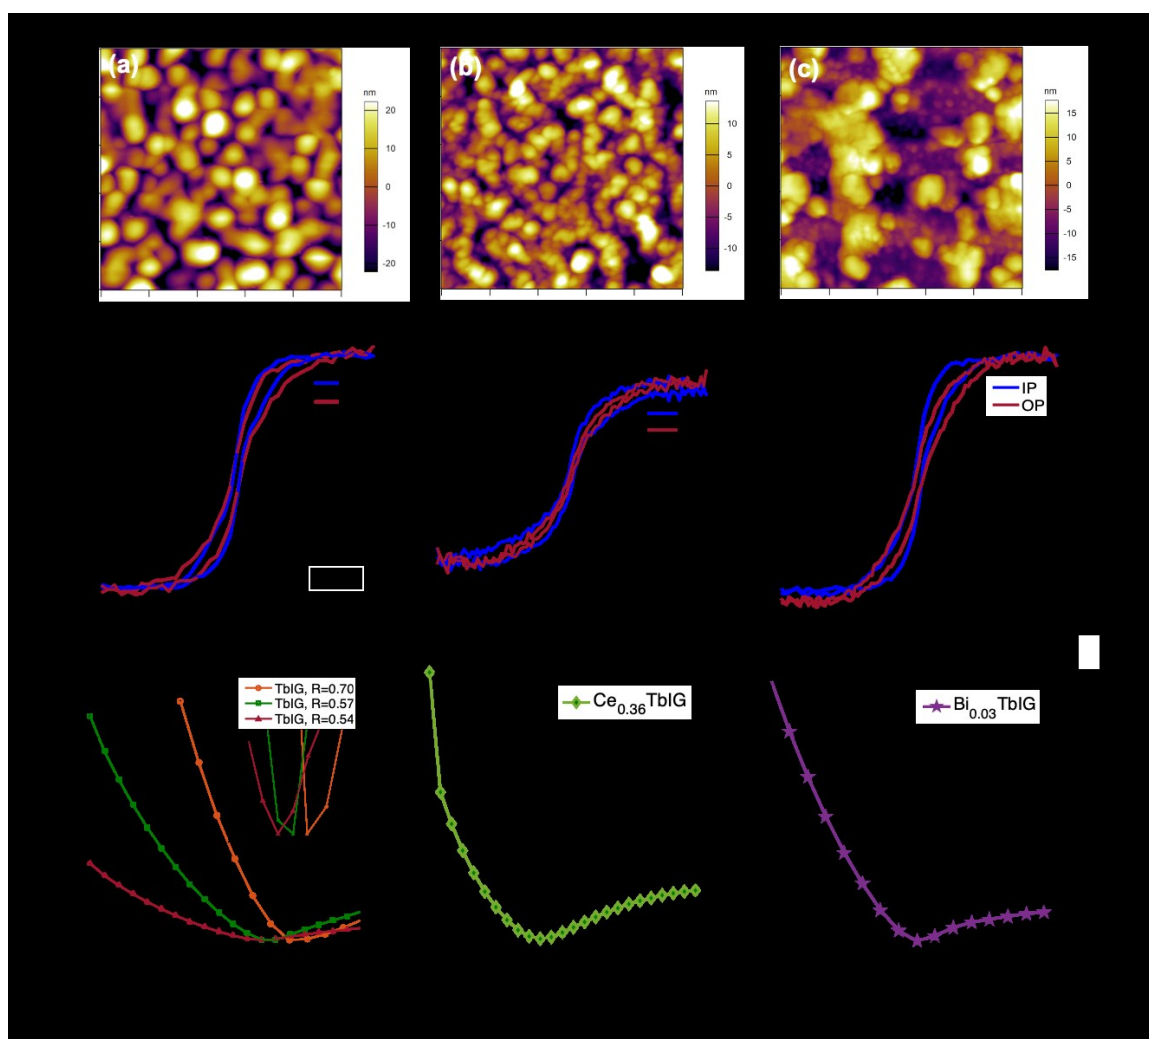 (a)
(b)
(c)
nm
20
10
0
-10
-20
nm
10
5
0
-5
-10
nm
15
10
5
0
-5
-10
-15
IP
OP
TbIG, R=0.70
TbIG, R=0.57
TbIG, R=0.54
Ce0.36TbIG
Bi0.03TbIG